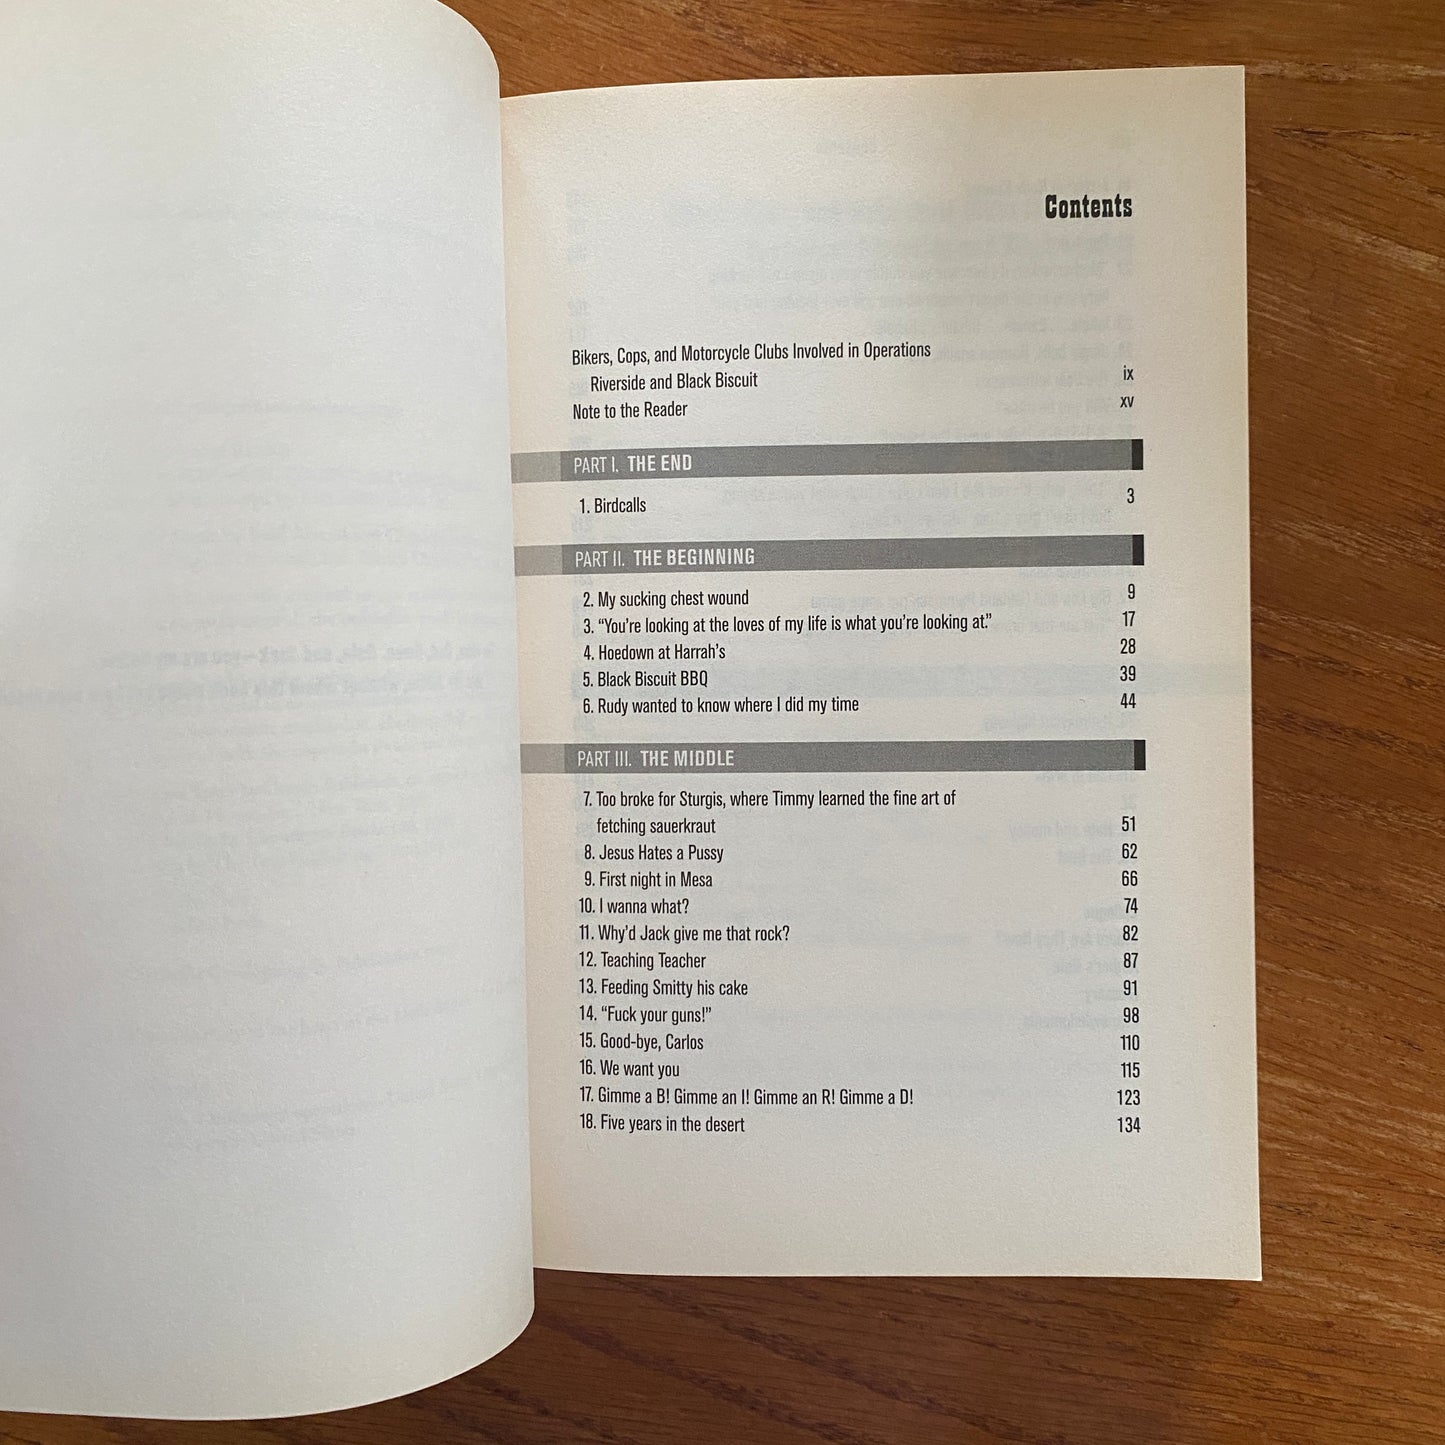 Contents
Bikers, Cops, and Motorcycle Clubs Involved in Operations
Riverside and Black Biscuit ix
Note to the Reader xv
PART I. THE END
1. Birdcalls 3
PART II. THE BEGINNING
2. My sucking chest wound 9
3. “You’re looking at the loves of my life is what you’re looking at.” 17
4. Hoedown at Harrah’s 28
5. Black Biscuit BBQ 39
6. Rudy wanted to know where I did my time 44
PART III. THE MIDDLE
7. Too broke for Sturgis, where Timmy learned the fine art of
fetching sauerkraut 51
8. Jesus Hates a Pussy 62
9. First night in Mesa 66
10. I wanna what? 74
11. Why’d Jack give me that rock? 82
12. Teaching Teacher 87
13. Feeding Smitty his cake 91
14. “Fuck your guns!” 98
15. Good-bye, Carlos 110
16. We want you 115
17. Gimme a B! Gimme an I! Gimme an R! Gimme a D! 123
18. Five years in the desert 134